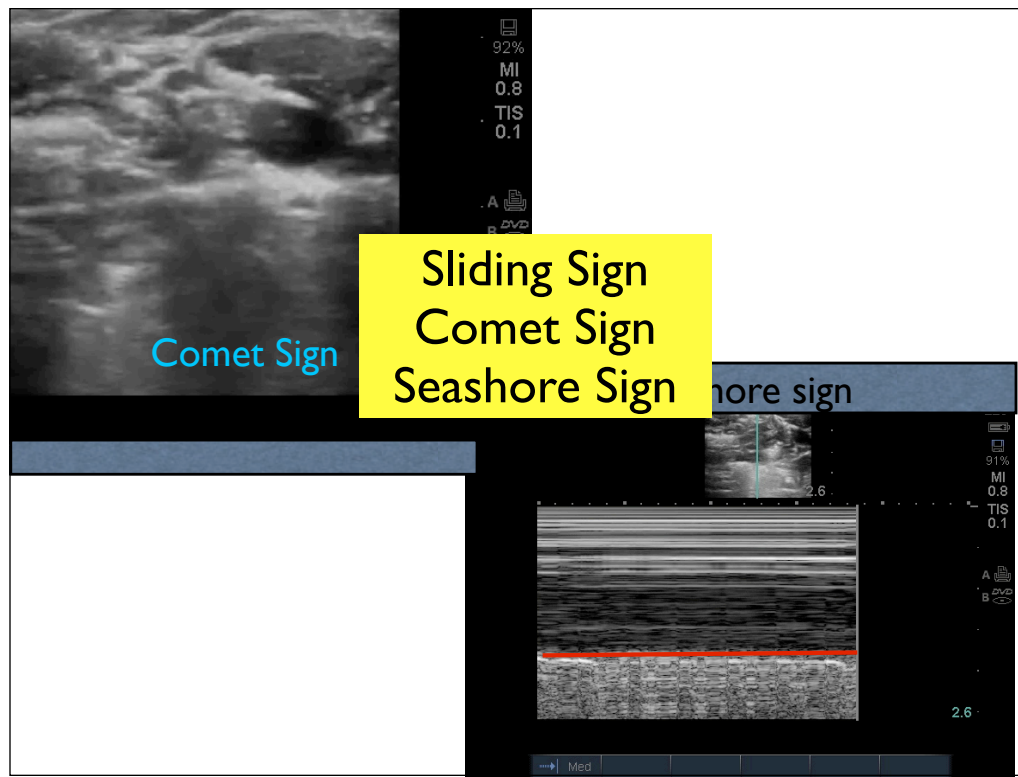 92%
MI
0.8
TIS
0.1
A
B DVD
Comet Sign
Sliding Sign
Comet Sign
Seashore Sign
hore sign
2.6
91%
MI
0.8
TIS
0.1
A
B DVD
2.6
Med